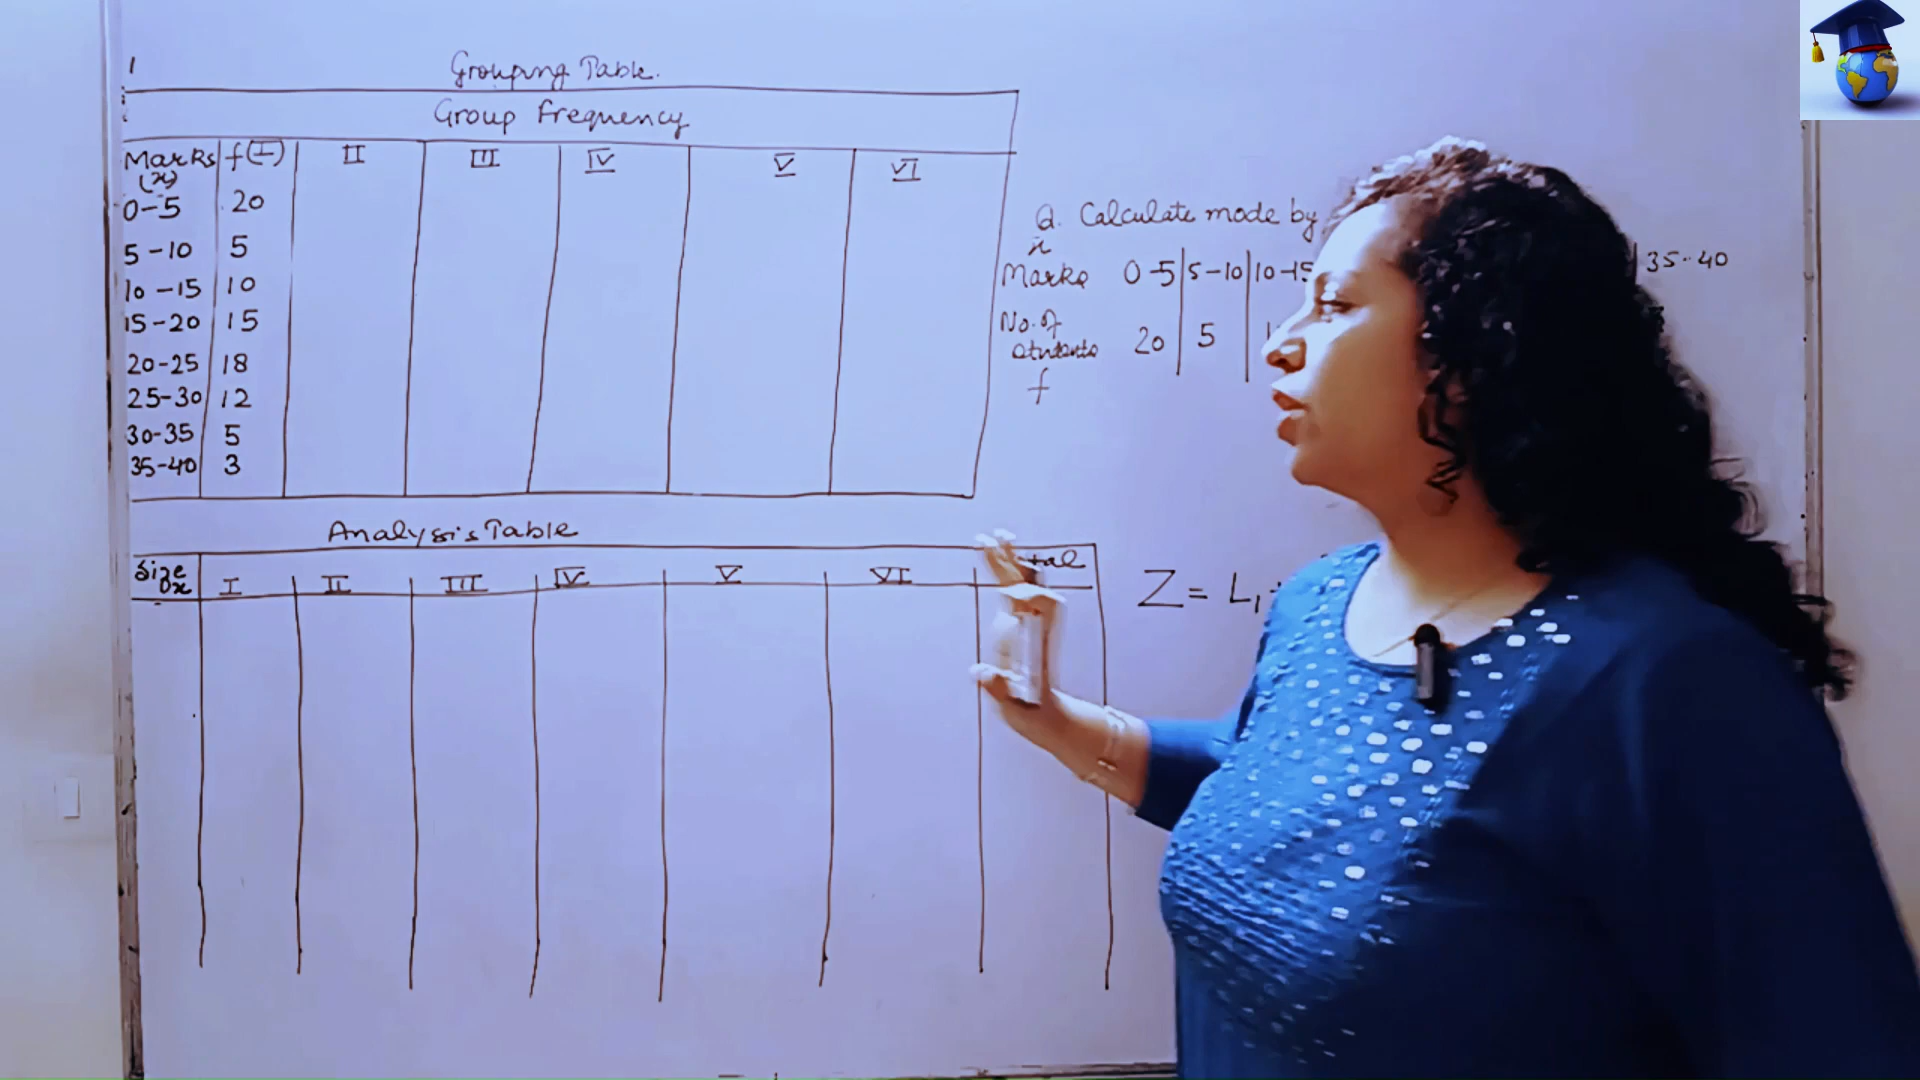 Grouping Table.
Group Frequency
Marks (x) f(I) II III IV V VI
0-5 20
5-10 5
10-15 10
15-20 15
20-25 18
25-30 12
30-35 5
35-40 3
Analysis Table
Size x I II III IV V VI
Q. Calculate mode by
x
Marks 0-5 5-10 10-15 35-40
No. of students 20 5
f
Z = L1